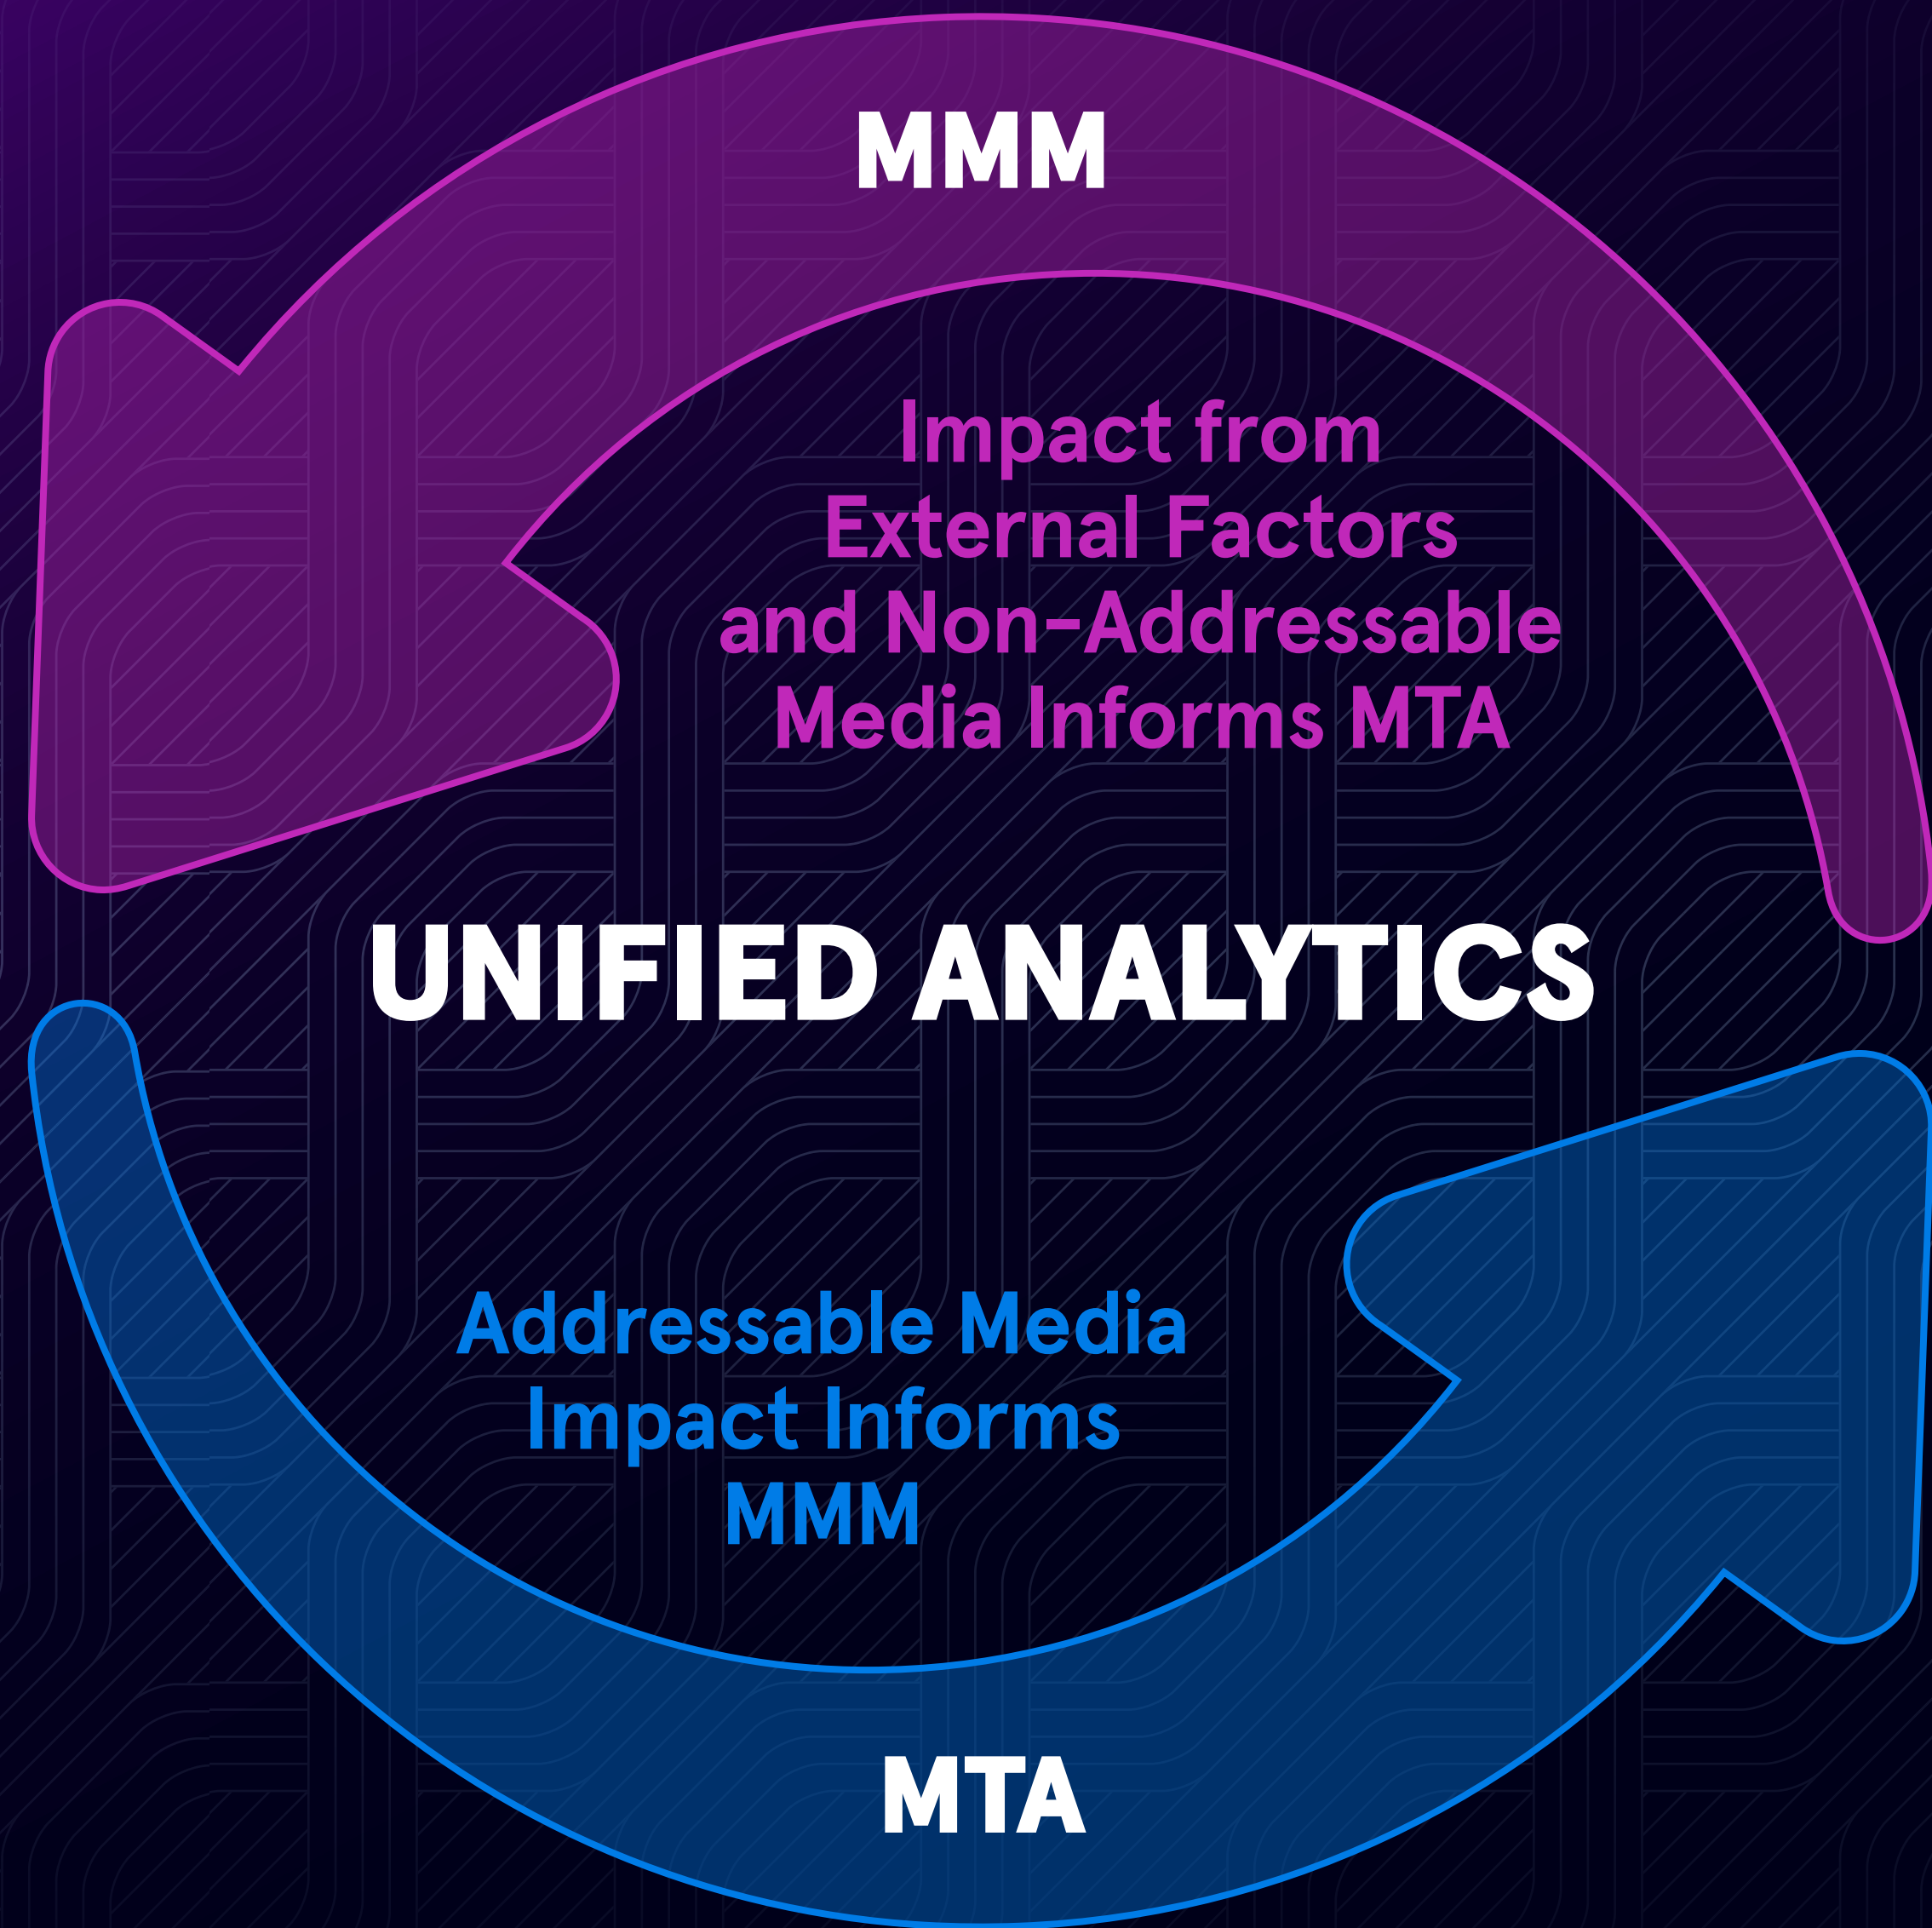 MMM
Impact from
External Factors
and Non-Addressable
Media Informs MTA
UNIFIED ANALYTICS
Addressable Media
Impact Informs
MMM
MTA